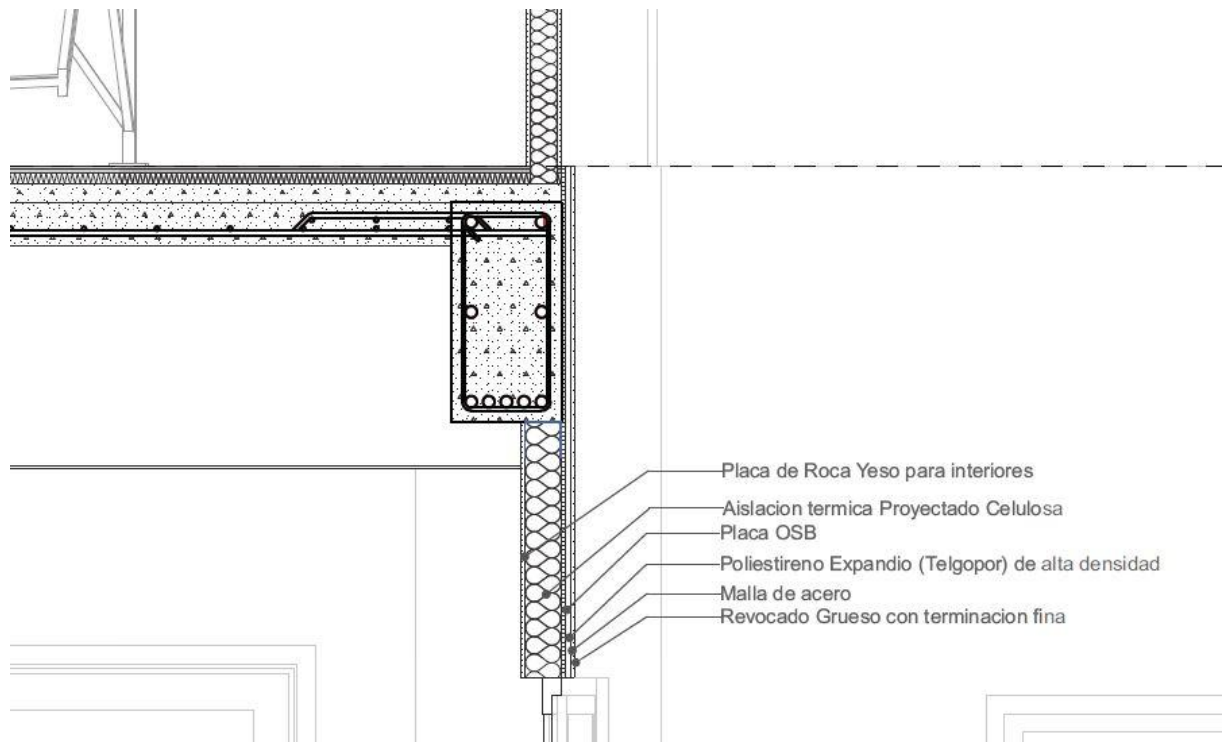 Placa de Roca Yeso para interiores
Aislacion termica Proyectado Celulosa
Placa OSB
Poliestireno Expandio (Telgopor) de alta densidad
Malla de acero
Revocado Grueso con terminacion fina